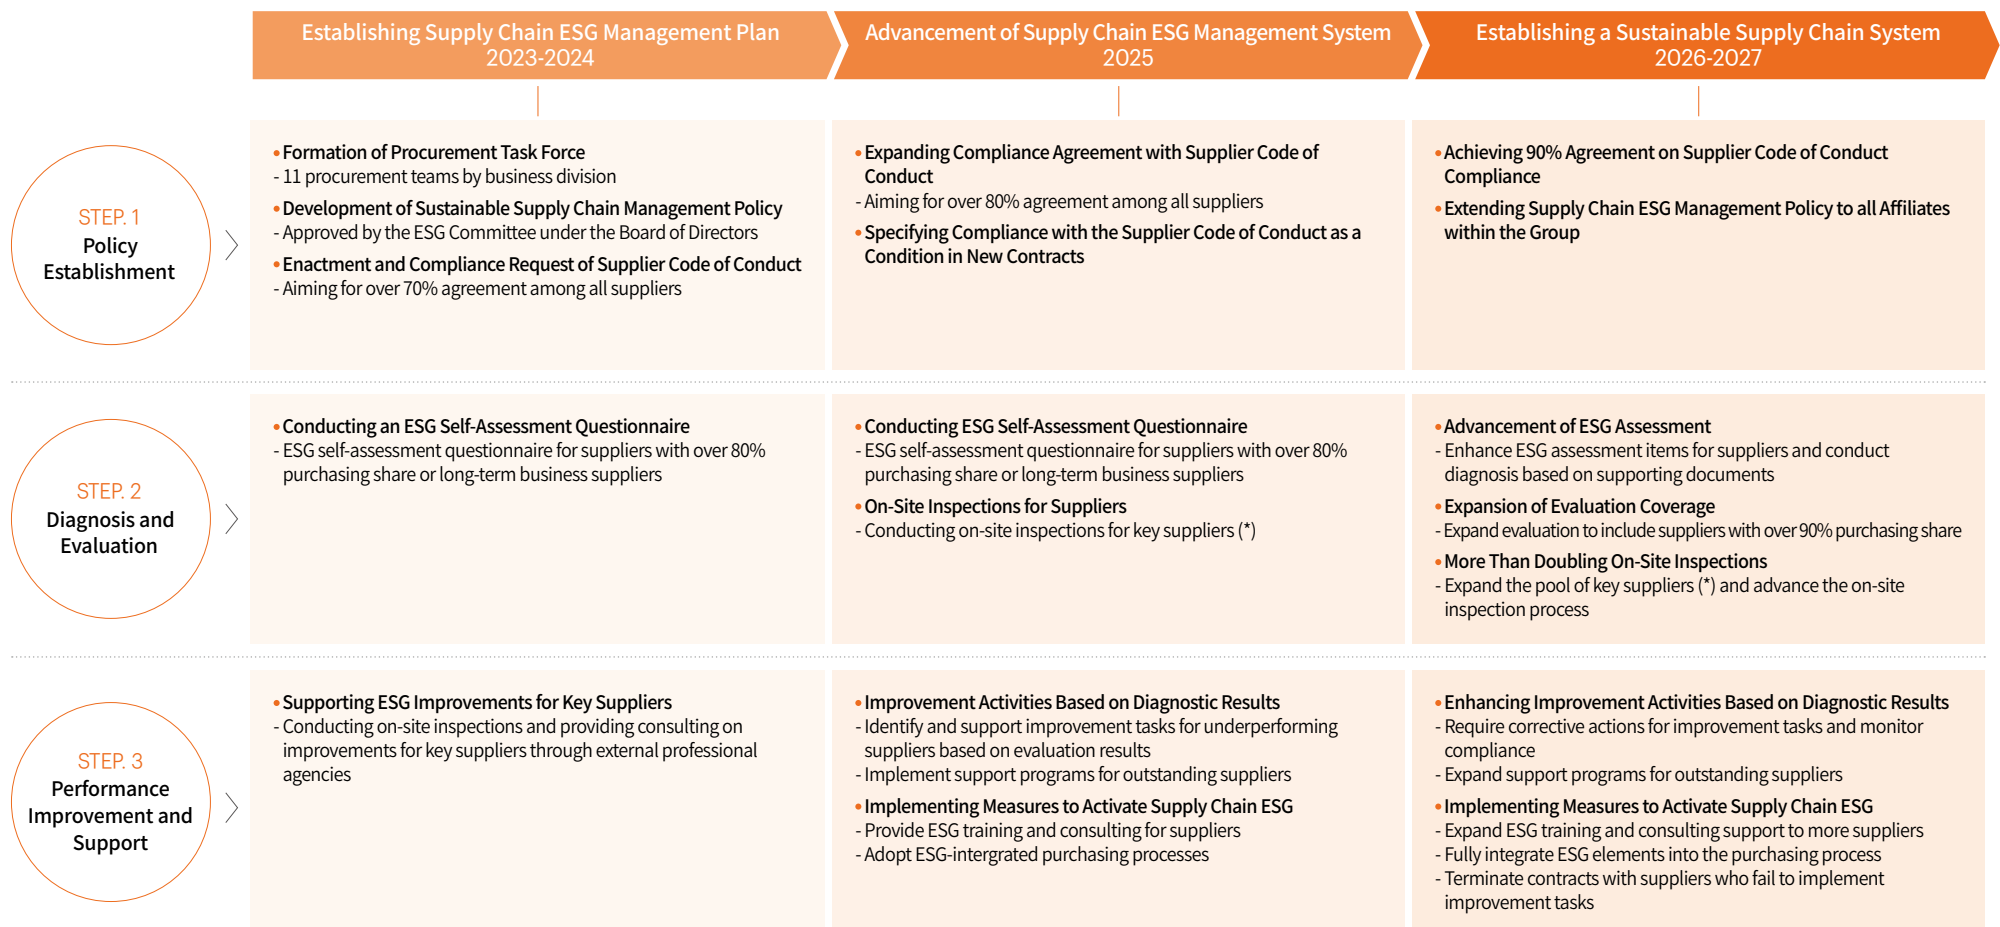 Establishing Supply Chain ESG Management Plan
2023-2024
Advancement of Supply Chain ESG Management System
2025
Establishing a Sustainable Supply Chain System
2026-2027
STEP. 1
Policy
Establishment
• Formation of Procurement Task Force
- 11 procurement teams by business division
• Development of Sustainable Supply Chain Management Policy
- Approved by the ESG Committee under the Board of Directors
• Enactment and Compliance Request of Supplier Code of Conduct
- Aiming for over 70% agreement among all suppliers
• Expanding Compliance Agreement with Supplier Code of
Conduct
- Aiming for over 80% agreement among all suppliers
• Specifying Compliance with the Supplier Code of Conduct as a
Condition in New Contracts
• Achieving 90% Agreement on Supplier Code of Conduct
Compliance
• Extending Supply Chain ESG Management Policy to all Affiliates
within the Group
STEP. 2
Diagnosis and
Evaluation
• Conducting an ESG Self-Assessment Questionnaire
- ESG self-assessment questionnaire for suppliers with over 80%
purchasing share or long-term business suppliers
• Conducting ESG Self-Assessment Questionnaire
- ESG self-assessment questionnaire for suppliers with over 80%
purchasing share or long-term business suppliers
• On-Site Inspections for Suppliers
- Conducting on-site inspections for key suppliers (*)
• Advancement of ESG Assessment
- Enhance ESG assessment items for suppliers and conduct
diagnosis based on supporting documents
• Expansion of Evaluation Coverage
- Expand evaluation to include suppliers with over 90% purchasing share
• More Than Doubling On-Site Inspections
- Expand the pool of key suppliers (*) and advance the on-site
inspection process
STEP. 3
Performance
Improvement and
Support
• Supporting ESG Improvements for Key Suppliers
- Conducting on-site inspections and providing consulting on
improvements for key suppliers through external professional
agencies
• Improvement Activities Based on Diagnostic Results
- Identify and support improvement tasks for underperforming
suppliers based on evaluation results
- Implement support programs for outstanding suppliers
• Implementing Measures to Activate Supply Chain ESG
- Provide ESG training and consulting for suppliers
- Adopt ESG-intergrated purchasing processes
• Enhancing Improvement Activities Based on Diagnostic Results
- Require corrective actions for improvement tasks and monitor
compliance
- Expand support programs for outstanding suppliers
• Implementing Measures to Activate Supply Chain ESG
- Expand ESG training and consulting support to more suppliers
- Fully integrate ESG elements into the purchasing process
- Terminate contracts with suppliers who fail to implement
improvement tasks